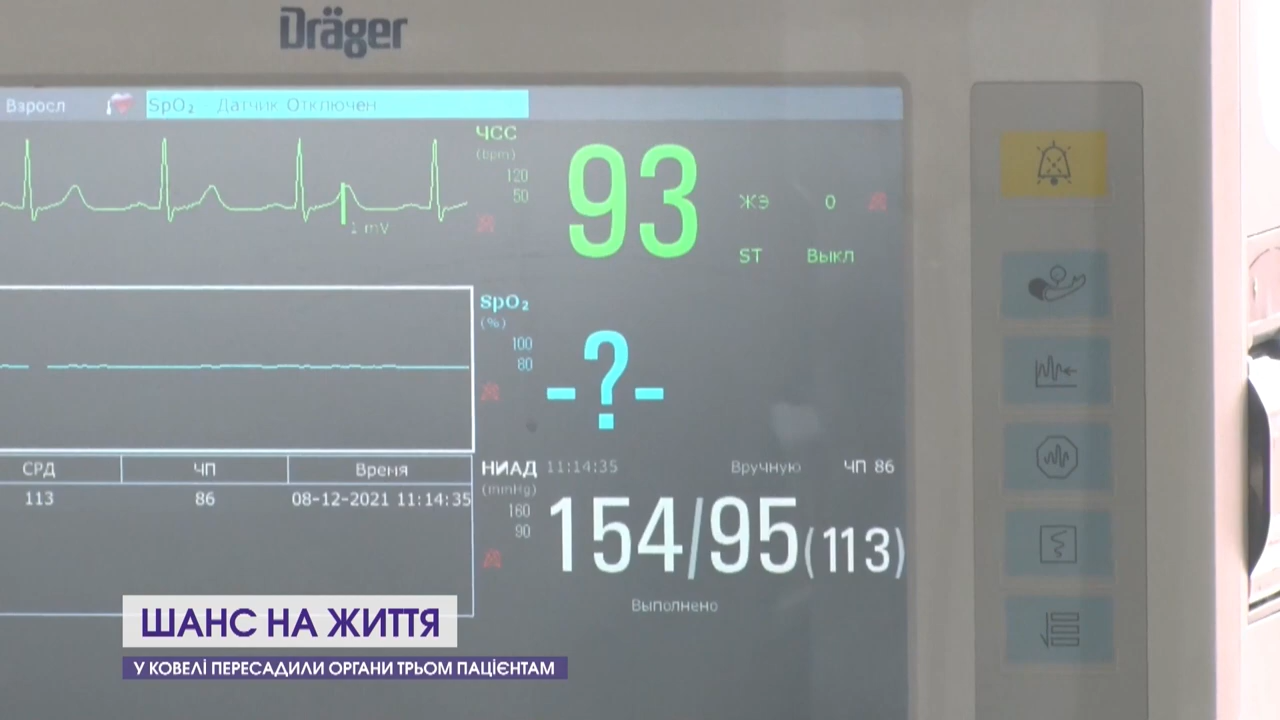 Dräger
Взросл SpO₂ Датчик Отключен
ЧСС
(bpm)
120
50
93
ЖЭ 0
ST Выкл
1 mV
SpO₂
(%)
100
80
-?-
СРД ЧП Время
113 86 08-12-2021 11:14:35
НИАД 11:14:35 Вручную ЧП 86
(mmHg)
160
90
154/95(113)
Выполнено
ШАНС НА ЖИТТЯ
У КОВЕЛІ ПЕРЕСАДИЛИ ОРГАНИ ТРЬОМ ПАЦІЄНТАМ